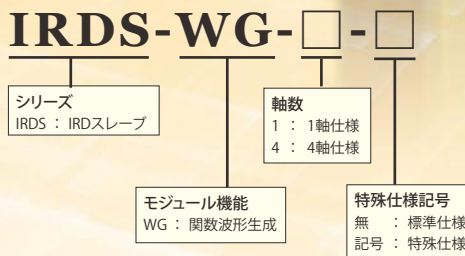 IRDS-WG-□-□
シリーズ
IRDS : IRDスレーブ
軸数
1 : 1軸仕様
4 : 4軸仕様
モジュール機能
WG : 関数波形生成
特殊仕様記号
無 : 標準仕様
記号 : 特殊仕様